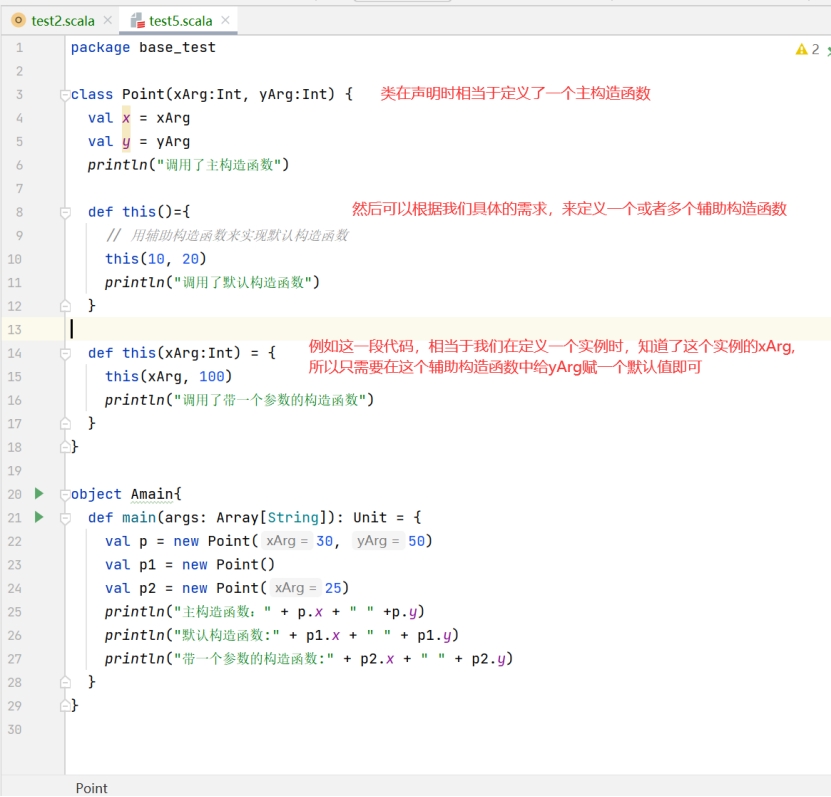 test2.scala test5.scala
1 package base_test 2
2
3 class Point(xArg:Int, yArg:Int) { 类在声明时相当于定义了一个主构造函数
4 val x = xArg
5 val y = yArg
6 println("调用了主构造函数")
7
8 def this()={ 然后可以根据我们具体的需求，来定义一个或者多个辅助构造函数
9 // 用辅助构造函数来实现默认构造函数
10 this(10, 20)
11 println("调用了默认构造函数")
12 }
13
14 def this(xArg:Int) = { 例如这一段代码，相当于我们在定义一个实例时，知道了这个实例的xArg,
15 this(xArg, 100) 所以只需要在这个辅助构造函数中给yArg赋一个默认值即可
16 println("调用了带一个参数的构造函数")
17 }
18 }
19
20 object Amain{
21 def main(args: Array[String]): Unit = {
22 val p = new Point( xArg = 30, yArg = 50)
23 val p1 = new Point()
24 val p2 = new Point( xArg = 25)
25 println("主构造函数：" + p.x + " " +p.y)
26 println("默认构造函数:" + p1.x + " " + p1.y)
27 println("带一个参数的构造函数:" + p2.x + " " + p2.y)
28 }
29 }
30
Point